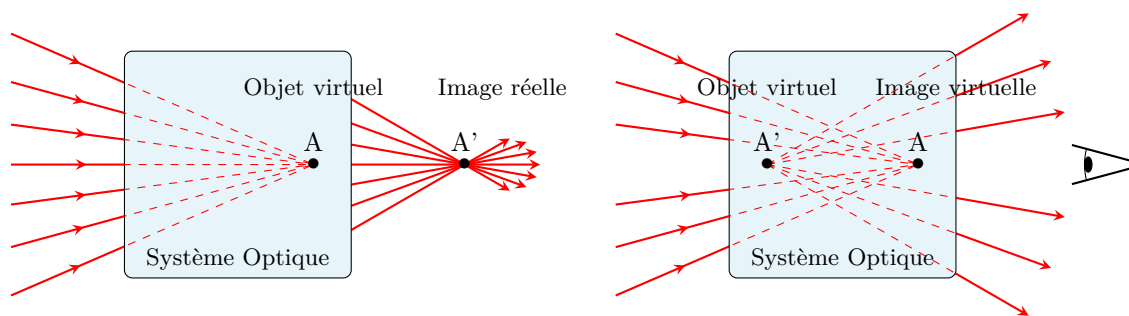 Objet virtuel
Image réelle
A
A'
Système Optique
Objet virtuel
Image virtuelle
A'
A
Système Optique